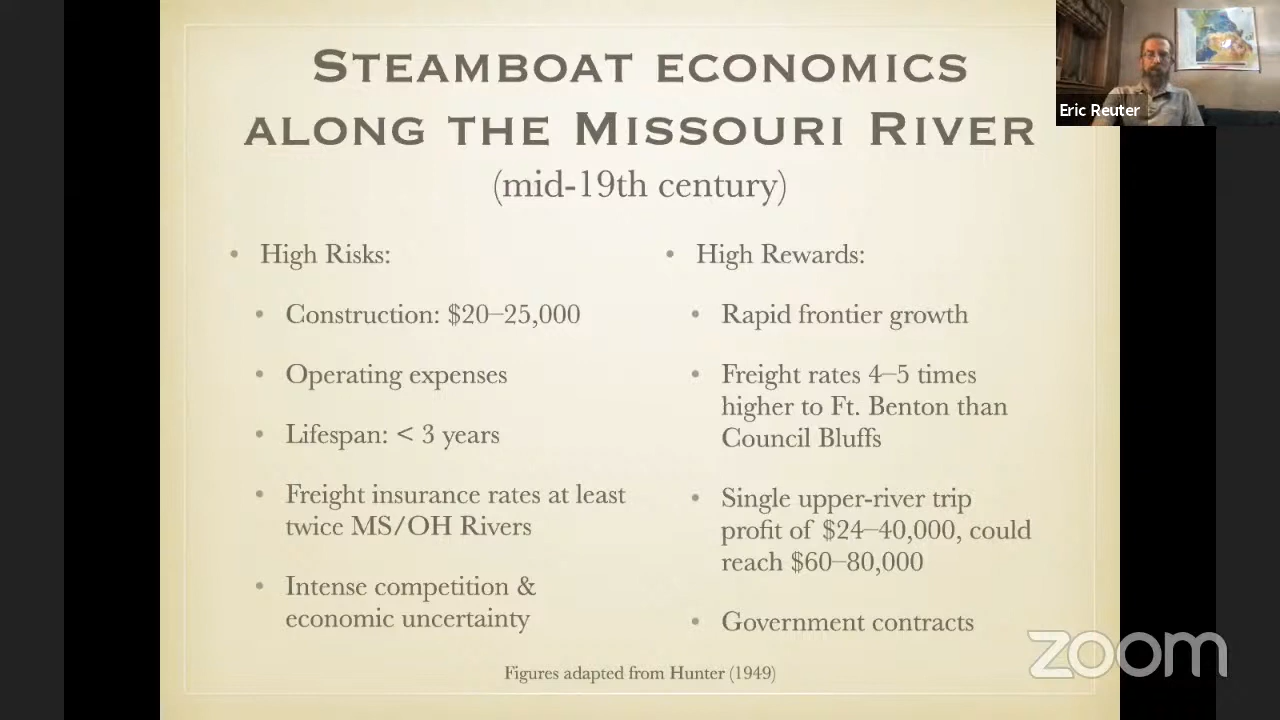 STEAMBOAT ECONOMICS
ALONG THE MISSOURI RIVER
(mid-19th century)
Eric Reuter
• High Risks:
• Construction: $20–25,000
• Operating expenses
• Lifespan: < 3 years
• Freight insurance rates at least
twice MS/OH Rivers
• Intense competition &
economic uncertainty
• High Rewards:
• Rapid frontier growth
• Freight rates 4–5 times
higher to Ft. Benton than
Council Bluffs
• Single upper-river trip
profit of $24–40,000, could
reach $60–80,000
• Government contracts
Figures adapted from Hunter (1949)
zoom